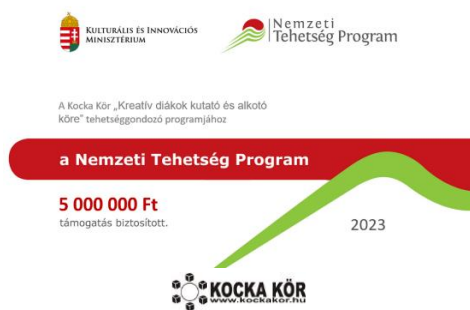 KULTURÁLIS ÉS INNOVÁCIÓS
MINISZTÉRIUM
Nemzeti
Tehetség Program
A Kocka Kör „Kreatív diákok kutató és alkotó
köre” tehetséggondozó programjához
a Nemzeti Tehetség Program
5 000 000 Ft
támogatás biztosított.
2023
KOCKA KÖR
www.kockakor.hu